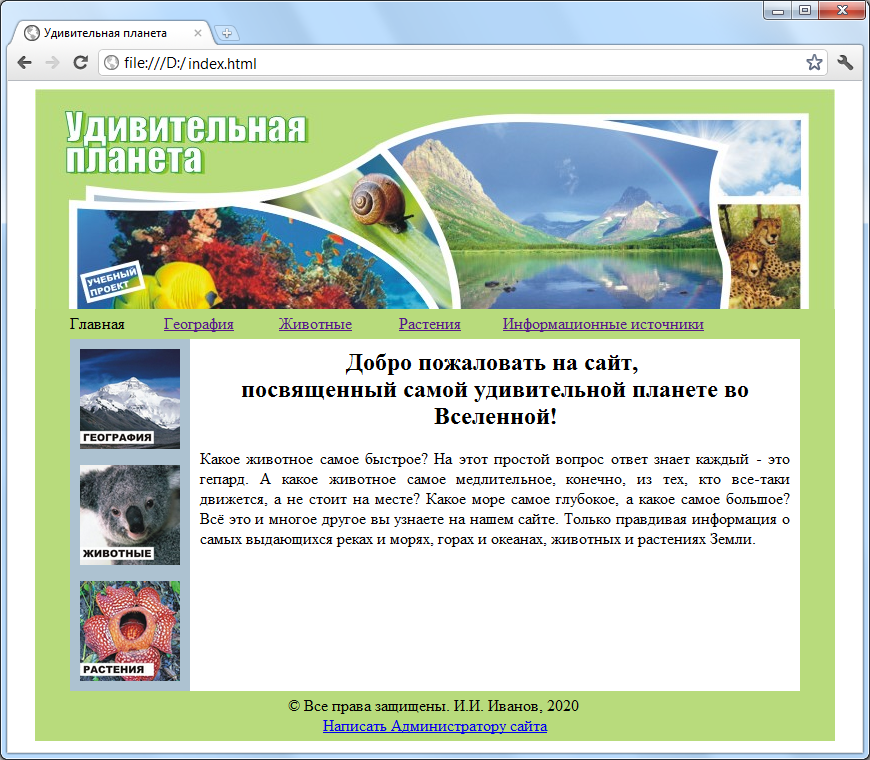 Удивительная планета
file:///D:/index.html
Удивительная
планета
УЧЕБНЫЙ
ПРОЕКТ
Главная География Животные Растения Информационные источники
ГЕОГРАФИЯ
ЖИВОТНЫЕ
РАСТЕНИЯ
Добро пожаловать на сайт,
посвященный самой удивительной планете во
Вселенной!
Какое животное самое быстрое? На этот простой вопрос ответ знает каждый - это
гепард. А какое животное самое медлительное, конечно, из тех, кто все-таки
движется, а не стоит на месте? Какое море самое глубокое, а какое самое большое?
Всё это и многое другое вы узнаете на нашем сайте. Только правдивая информация о
самых выдающихся реках и морях, горах и океанах, животных и растениях Земли.
© Все права защищены. И.И. Иванов, 2020
Написать Администратору сайта